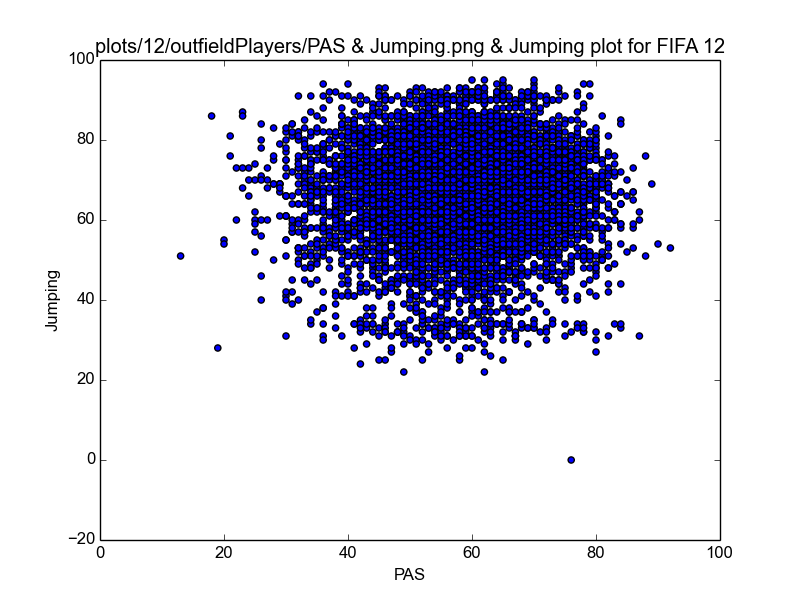 plots/12/outfieldPlayers/PAS & Jumping.png & Jumping plot for FIFA 12
100
80
60
40
20
0
−20
Jumping
0 20 40 60 80 100
PAS